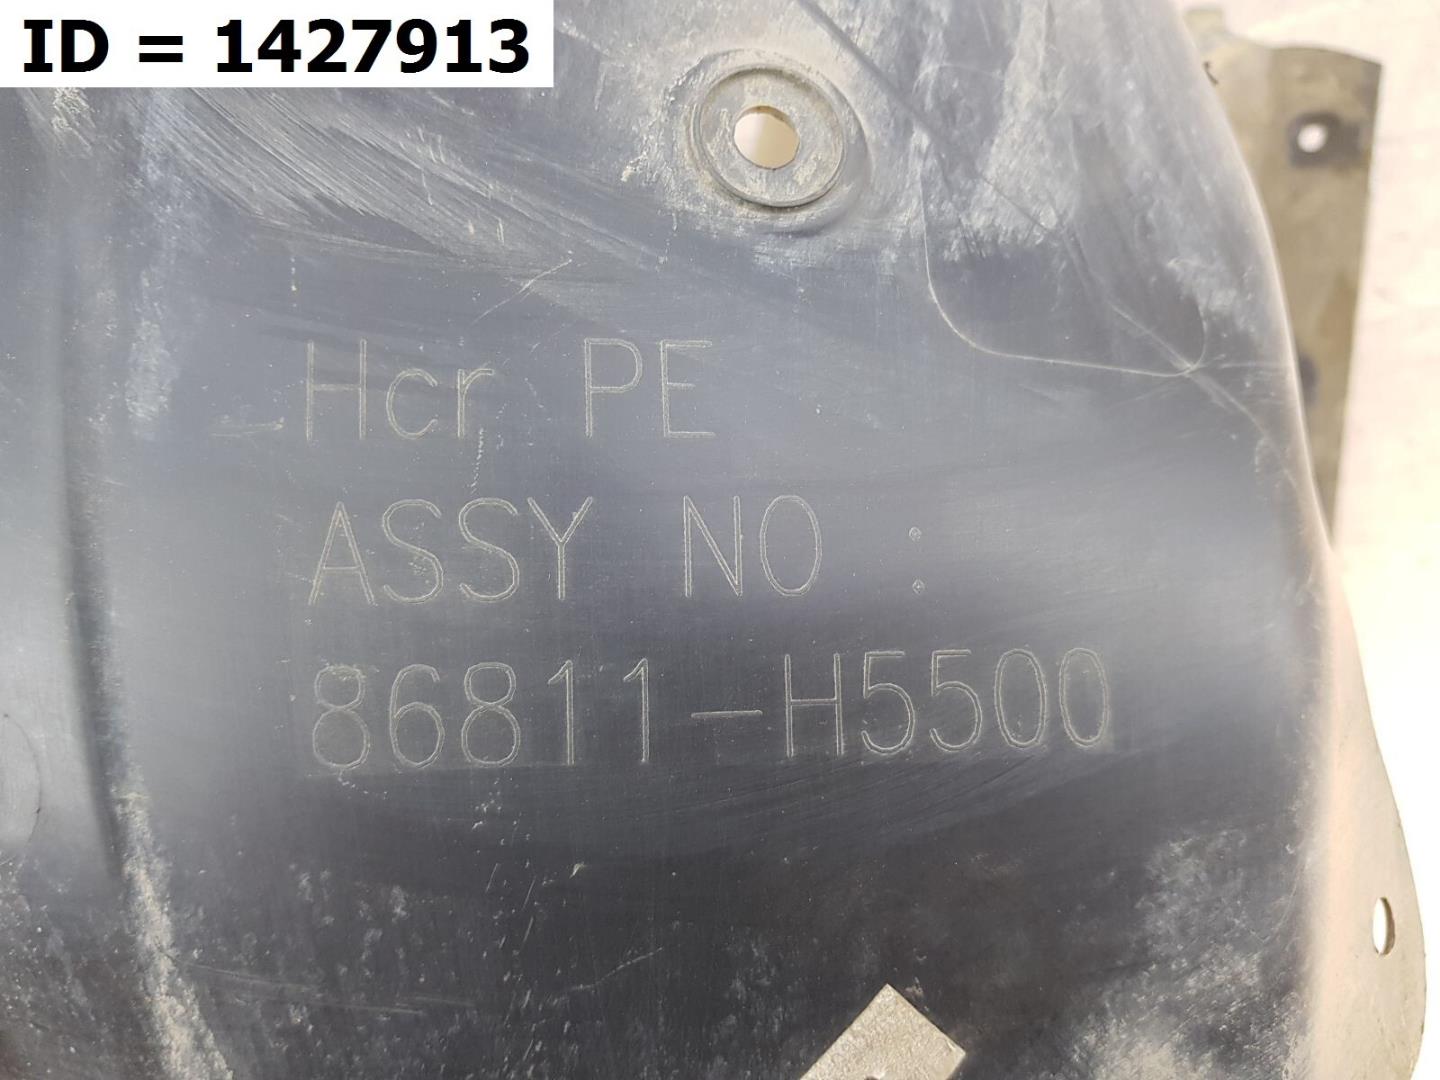 ID = 1427913
Hcr PE
ASSY NO :
86811-H5500